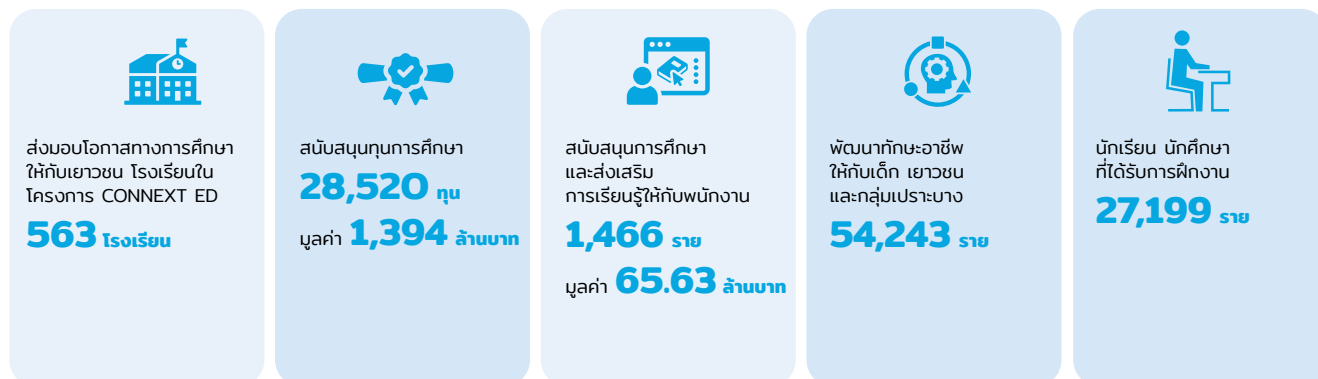 ส่งมอบโอกาสทางการศึกษา
ให้กับเยาวชน โรงเรียนใน
โครงการ CONNEXT ED
563 โรงเรียน
สนับสนุนทุนการศึกษา
28,520 ทุน
มูลค่า 1,394 ล้านบาท
สนับสนุนการศึกษา
และส่งเสริม
การเรียนรู้ให้กับพนักงาน
1,466 ราย
มูลค่า 65.63 ล้านบาท
พัฒนาทักษะอาชีพ
ให้กับเด็ก เยาวชน
และกลุ่มเปราะบาง
54,243 ราย
นักเรียน นักศึกษา
ที่ได้รับการฝึกงาน
27,199 ราย